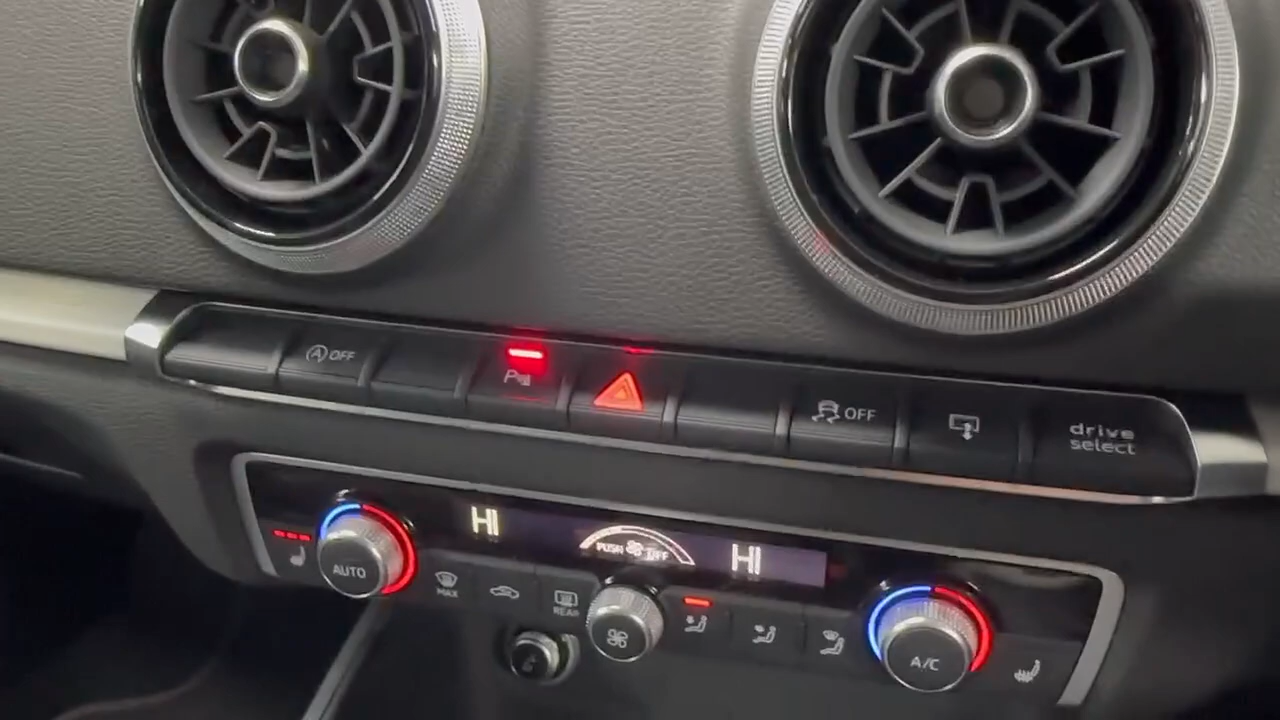 A OFF
P
OFF
drive
select
HI
PUSH OFF
HI
AUTO
MAX
REAR
A/C